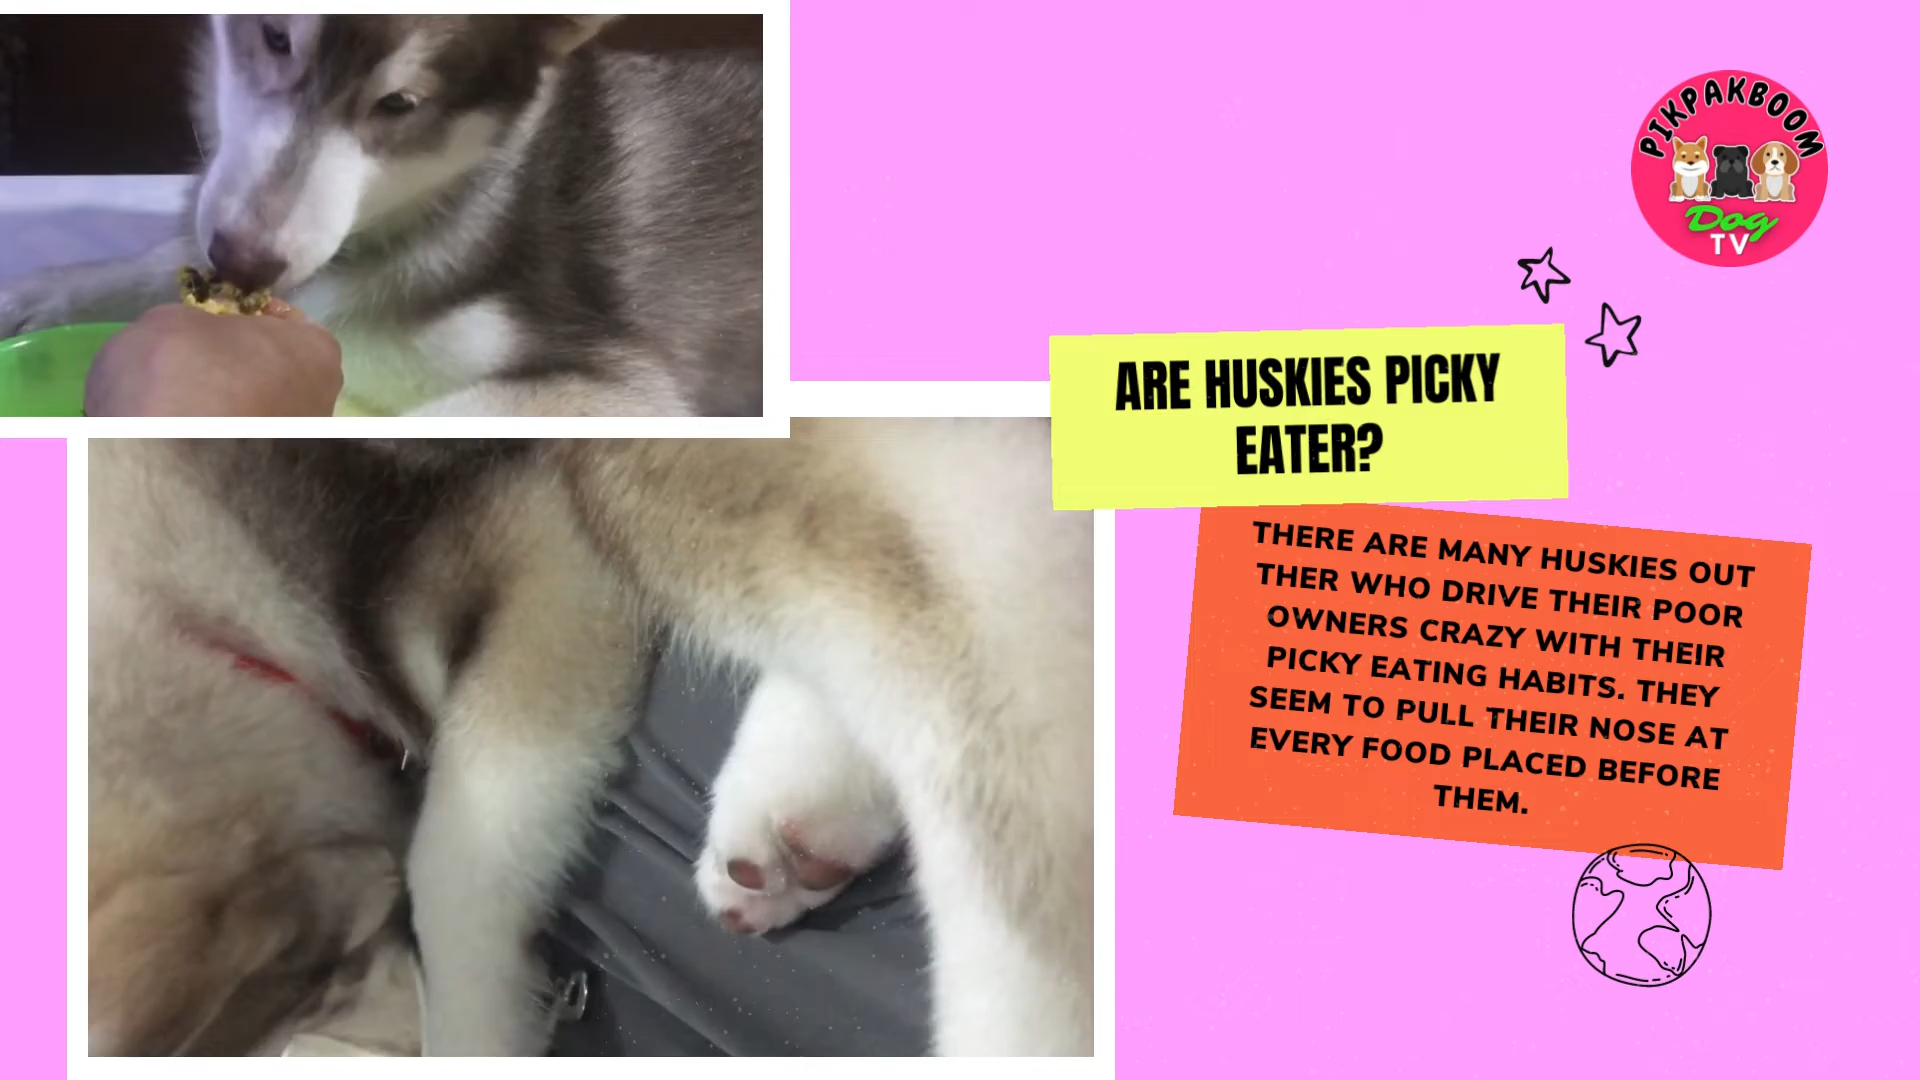 PIKPAKBOOM
Dog
TV
ARE HUSKIES PICKY
EATER?
THERE ARE MANY HUSKIES OUT
THER WHO DRIVE THEIR POOR
OWNERS CRAZY WITH THEIR
PICKY EATING HABITS. THEY
SEEM TO PULL THEIR NOSE AT
EVERY FOOD PLACED BEFORE
THEM.